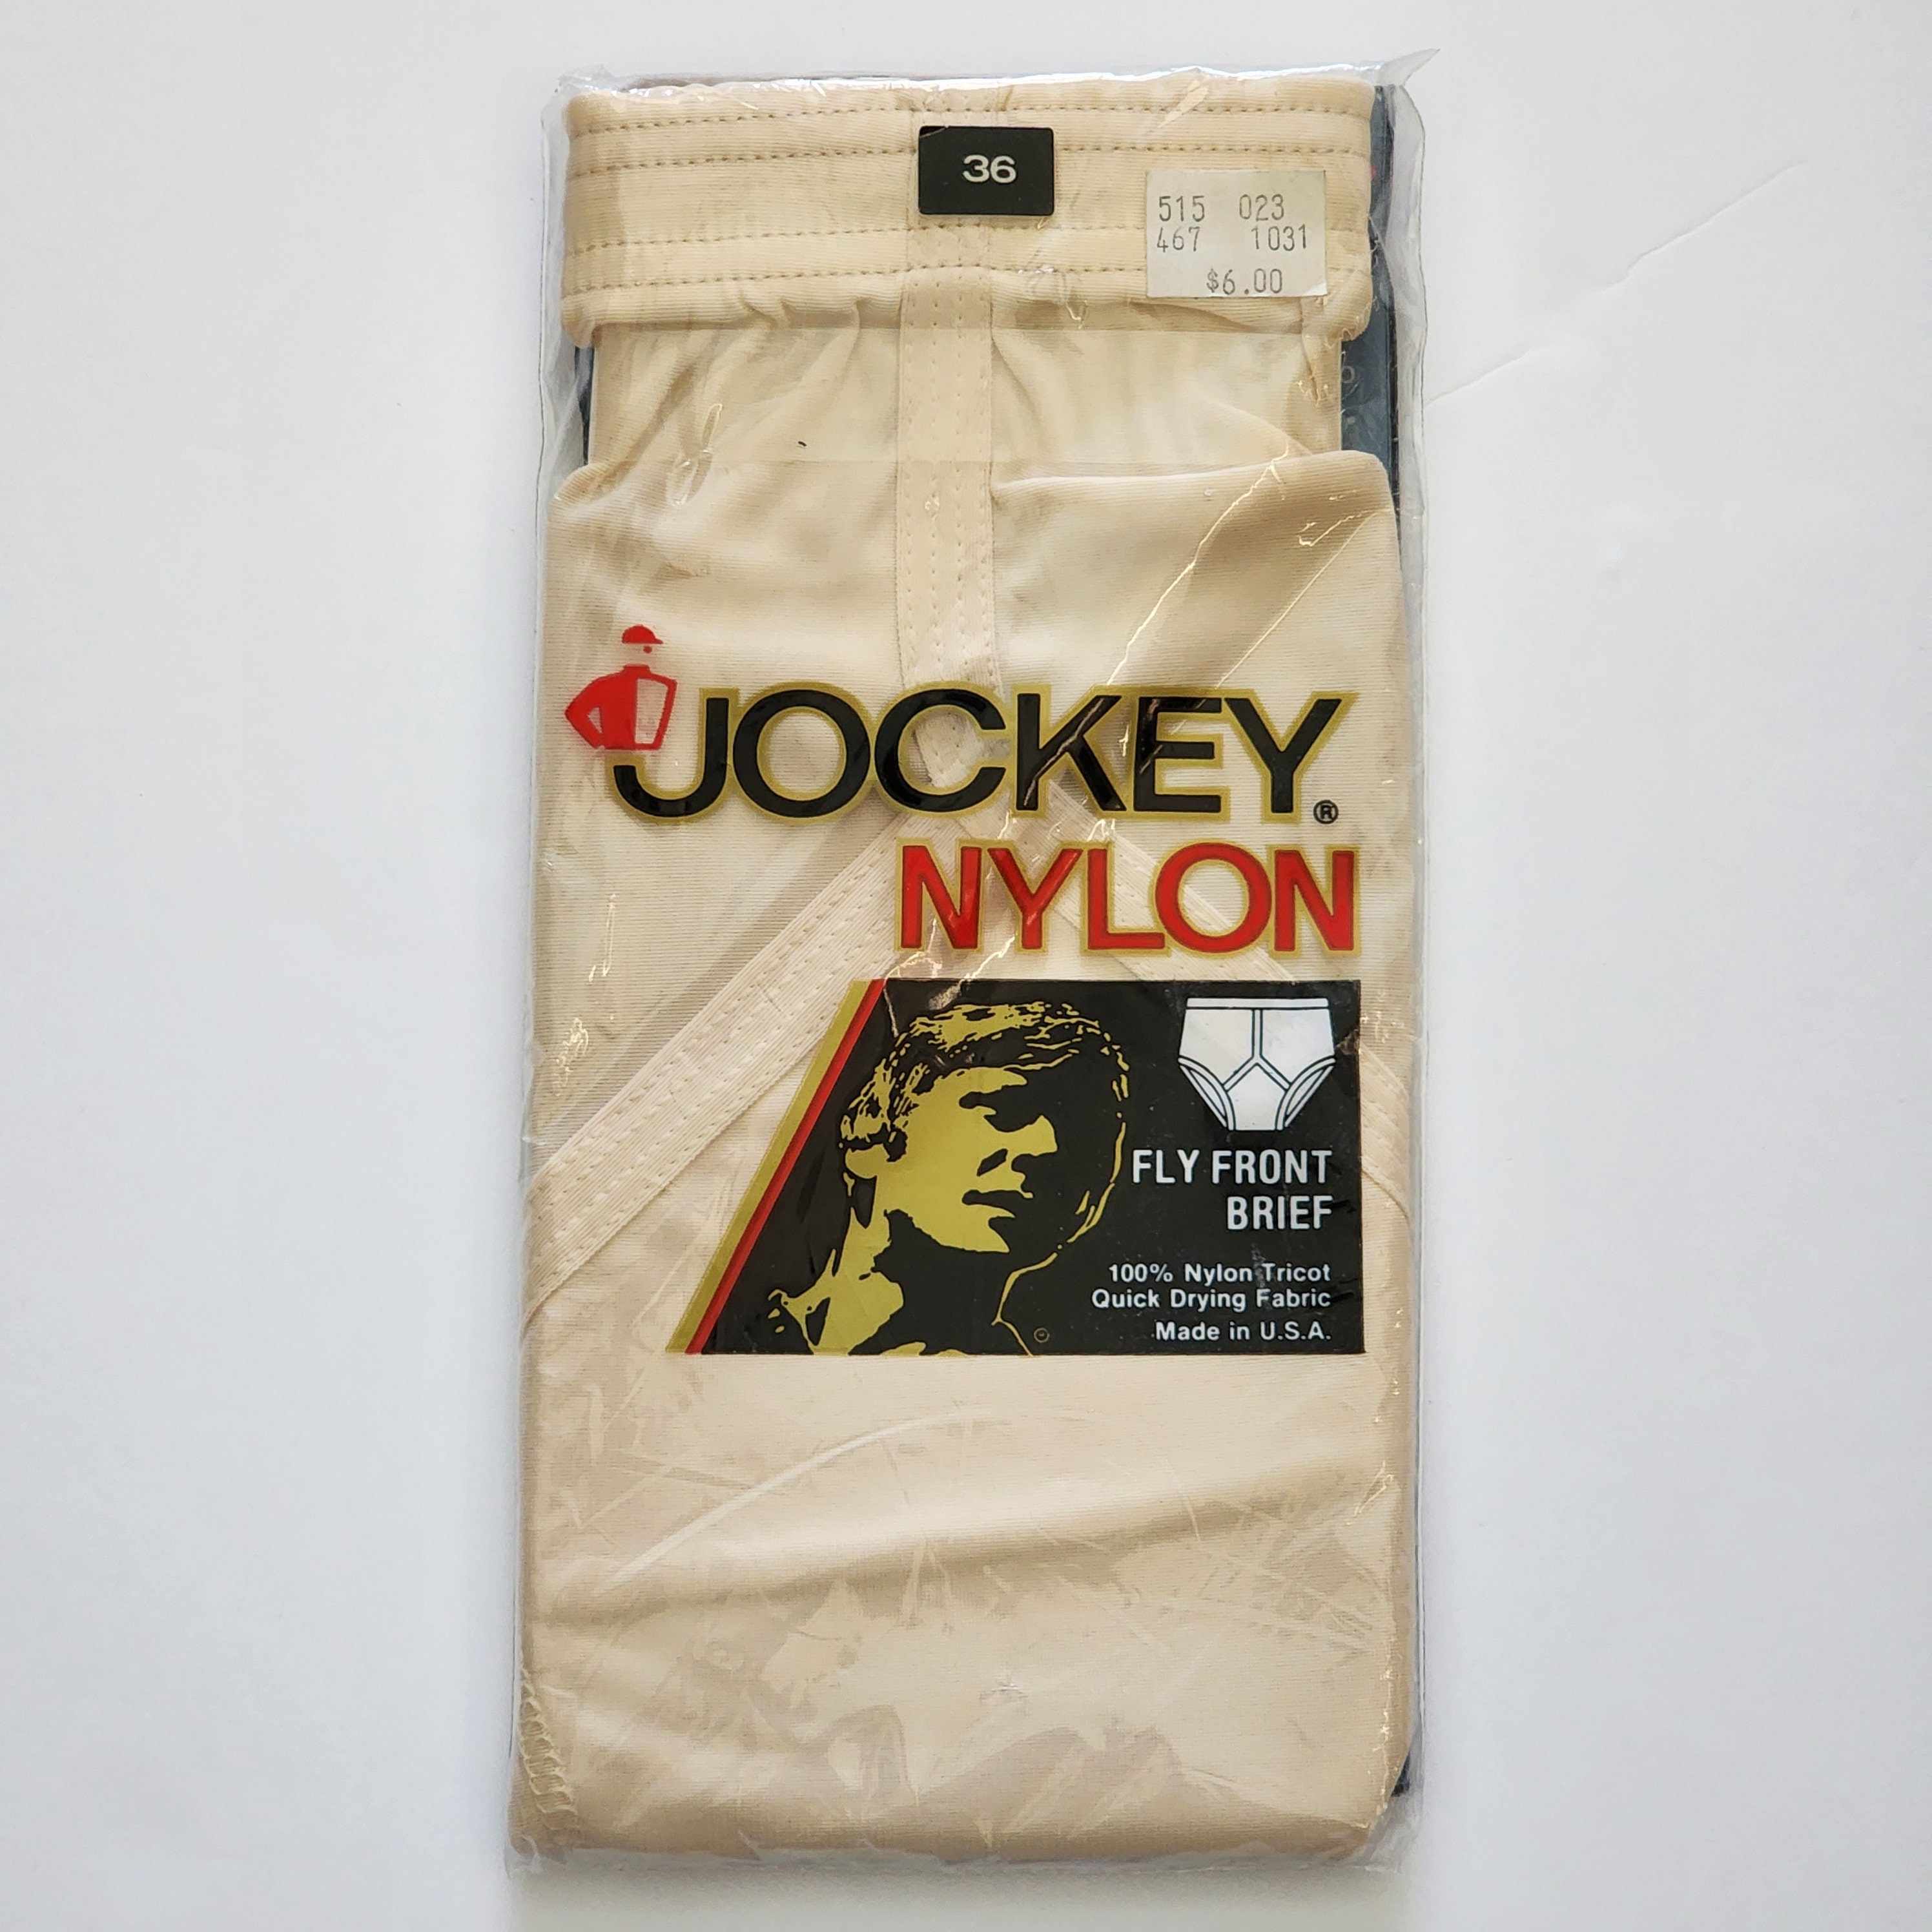 36
515 023
467 1031
$6.00
JOCKEY®
NYLON
FLY FRONT
BRIEF
100% Nylon Tricot
Quick Drying Fabric
Made in U.S.A.